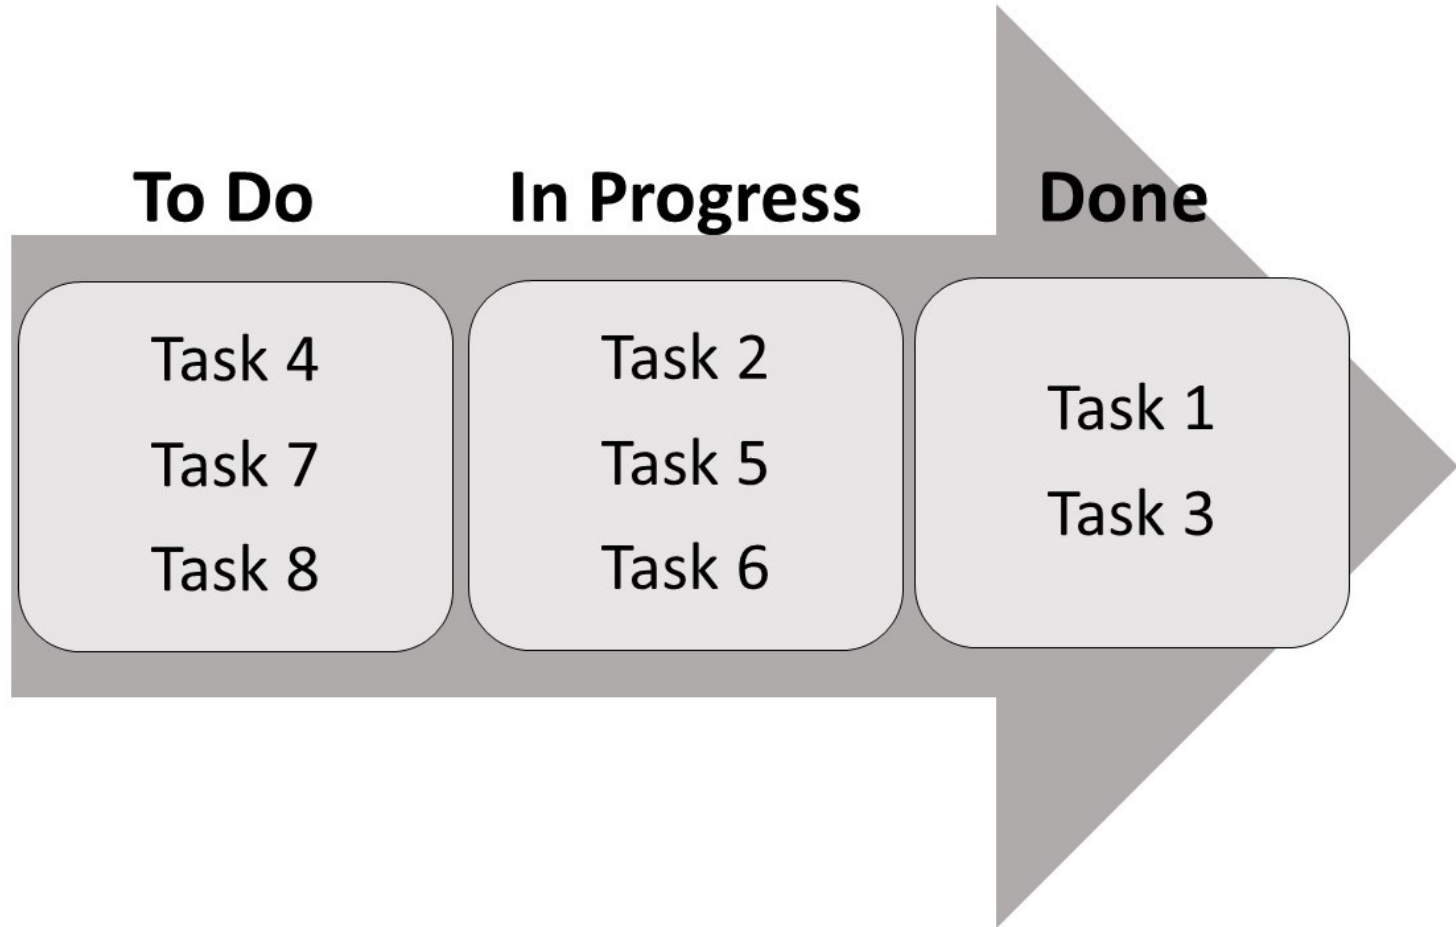 To Do
Task 4
Task 7
Task 8
In Progress
Task 2
Task 5
Task 6
Done
Task 1
Task 3